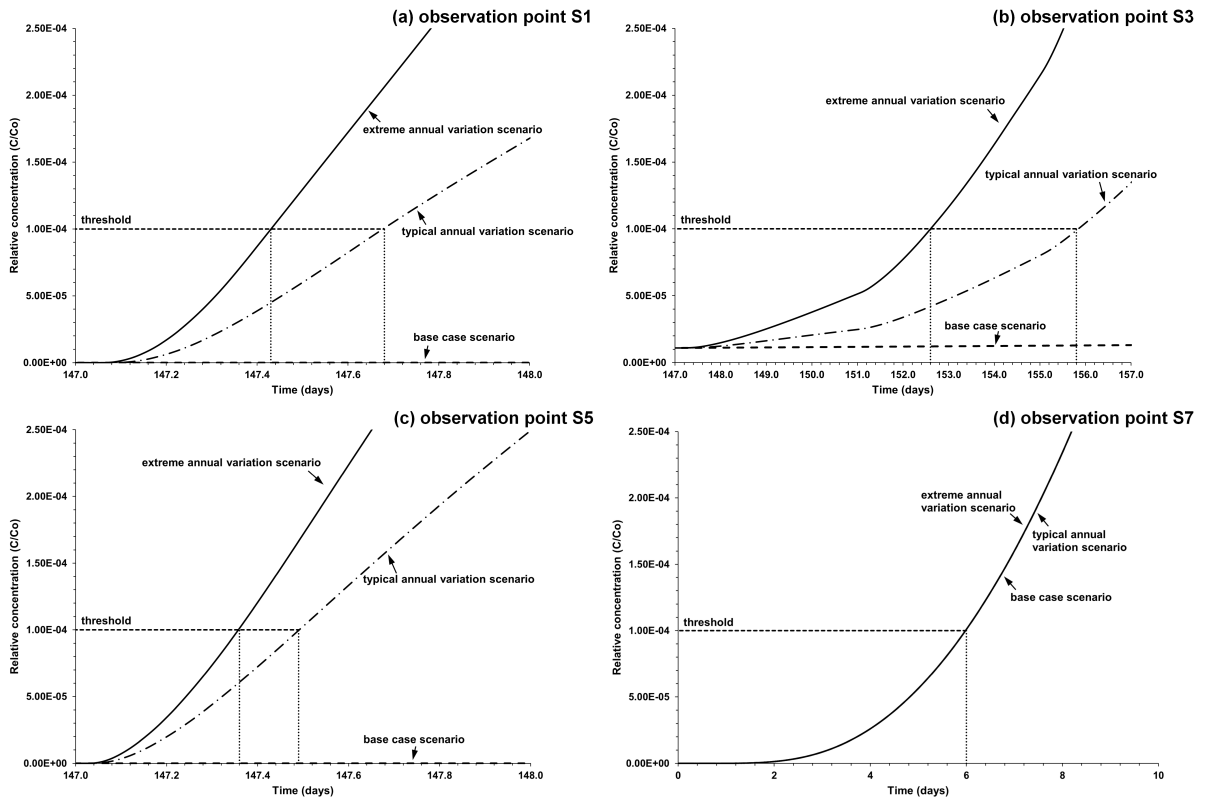 (a) observation point S1
2.50E-04
2.00E-04
1.50E-04
1.00E-04
5.00E-05
0.00E+00
Relative concentration (C/Co)
extreme annual variation scenario
threshold
typical annual variation scenario
base case scenario
147.0 147.2 147.4 147.6 147.8 148.0
Time (days)
(b) observation point S3
2.50E-04
2.00E-04
1.50E-04
1.00E-04
5.00E-05
0.00E+00
Relative concentration (C/Co)
extreme annual variation scenario
typical annual variation scenario
threshold
base case scenario
147.0 148.0 149.0 150.0 151.0 152.0 153.0 154.0 155.0 156.0 157.0
Time (days)
(c) observation point S5
2.50E-04
2.00E-04
1.50E-04
1.00E-04
5.00E-05
0.00E+00
Relative concentration (C/Co)
extreme annual variation scenario
typical annual variation scenario
threshold
base case scenario
147.0 147.2 147.4 147.6 147.8 148.0
Time (days)
(d) observation point S7
2.50E-04
2.00E-04
1.50E-04
1.00E-04
5.00E-05
0.00E+00
Relative concentration (C/Co)
extreme annual
variation scenario
typical annual
variation scenario
base case scenario
threshold
0 2 4 6 8 10
Time (days)